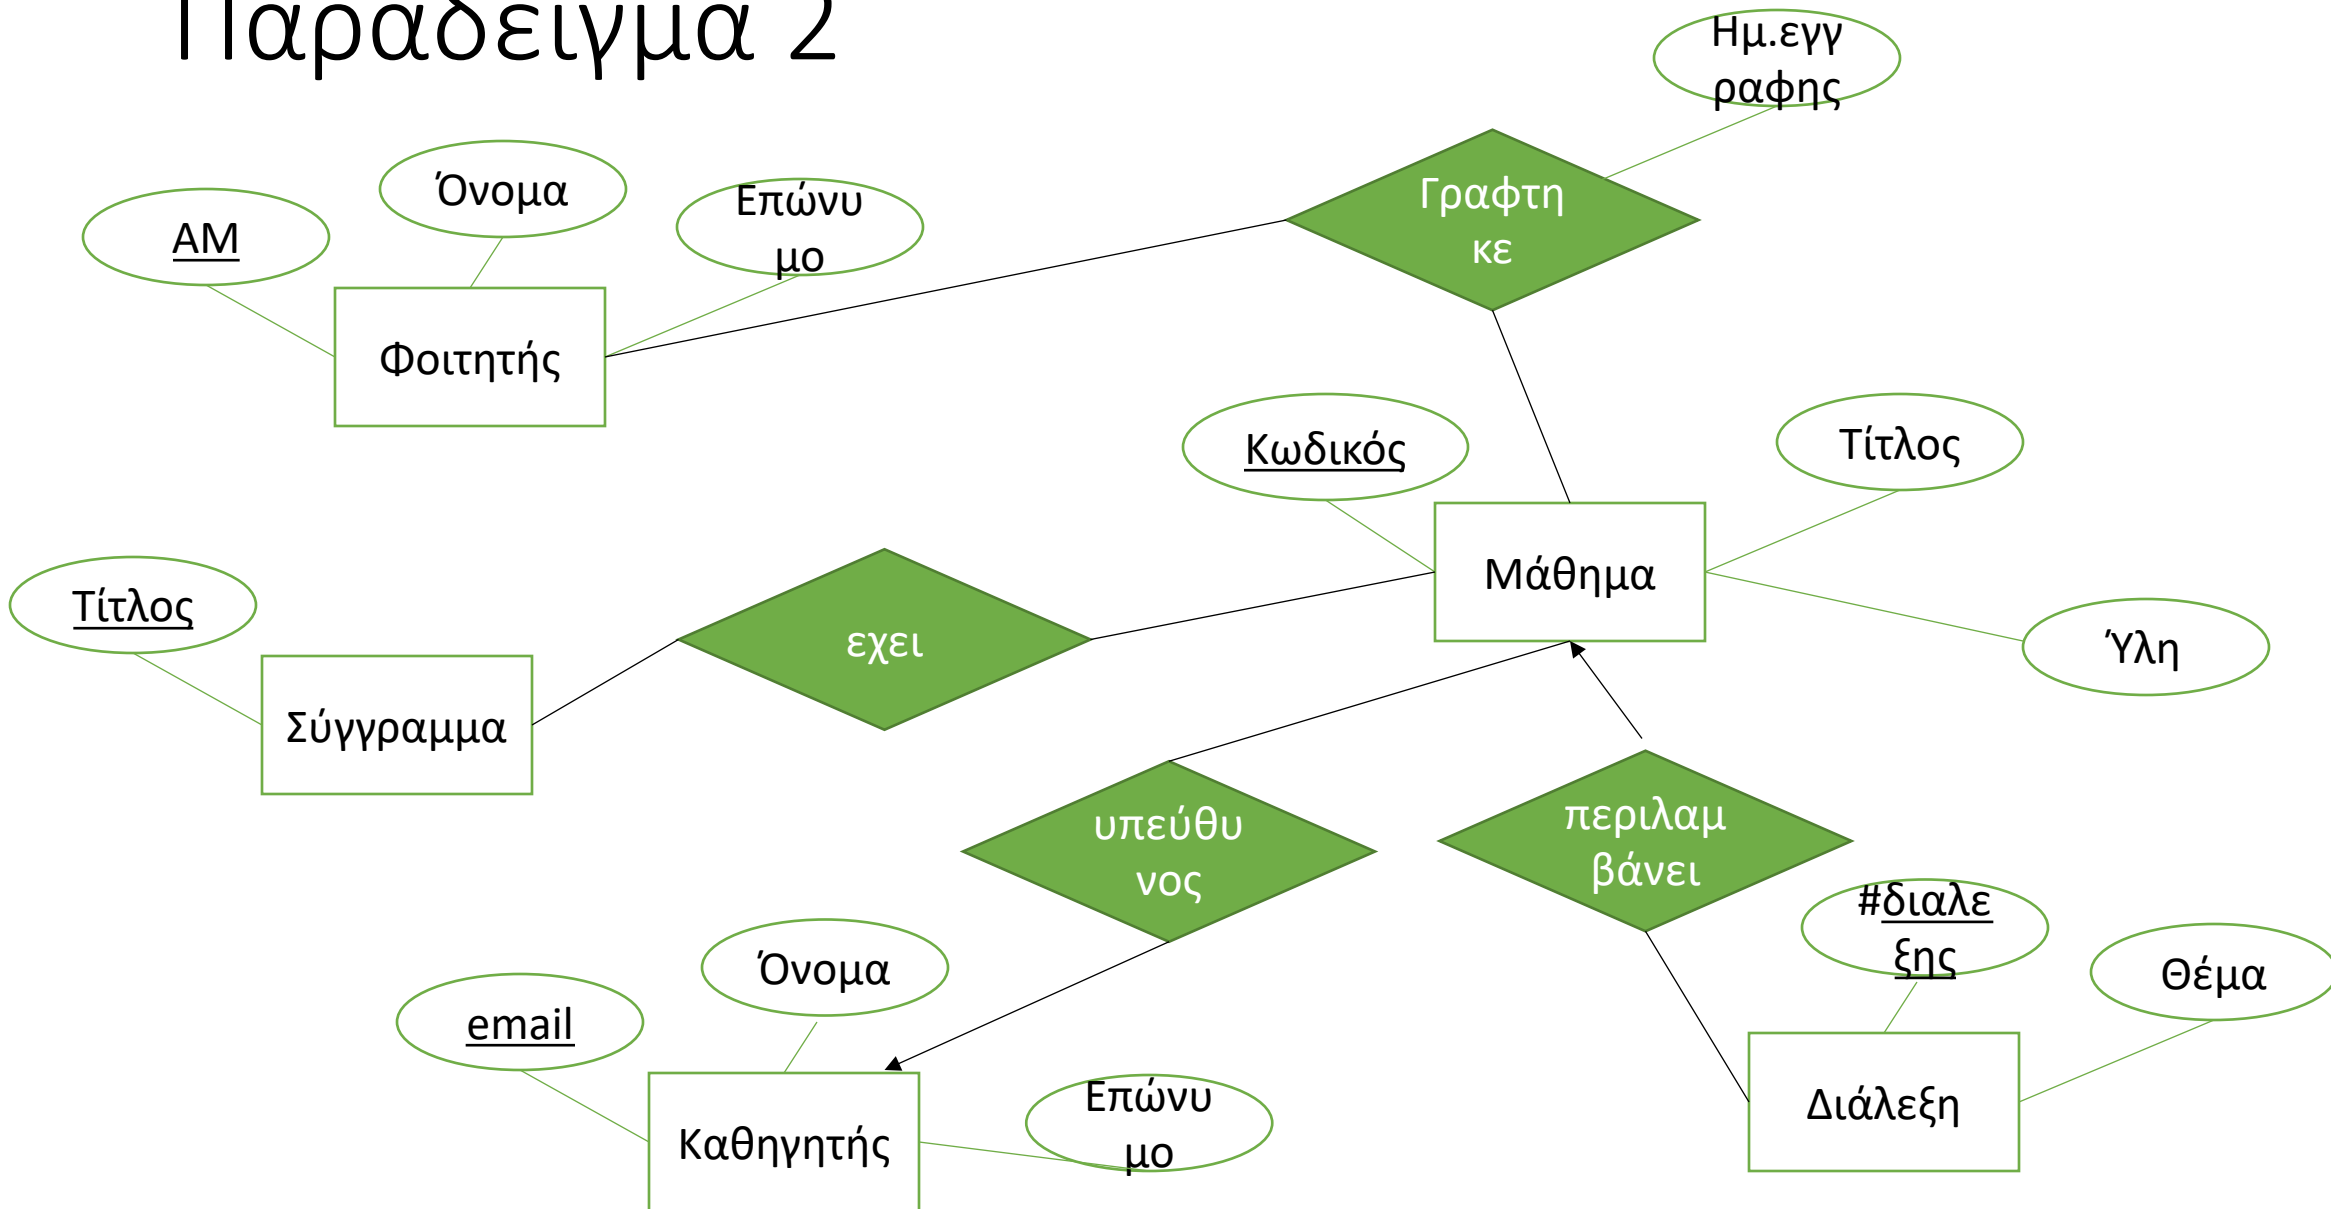 Παράδειγμα 2
Ημ.εγγ
ραφης
Γραφτη
κε
Όνομα
Επώνυ
μο
ΑΜ
Φοιτητής
Κωδικός
Τίτλος
Μάθημα
Ύλη
Τίτλος
εχει
Σύγγραμμα
υπεύθυ
νος
περιλαμ
βάνει
#διαλε
ξης
Θέμα
Διάλεξη
Όνομα
email
Επώνυ
μο
Καθηγητής